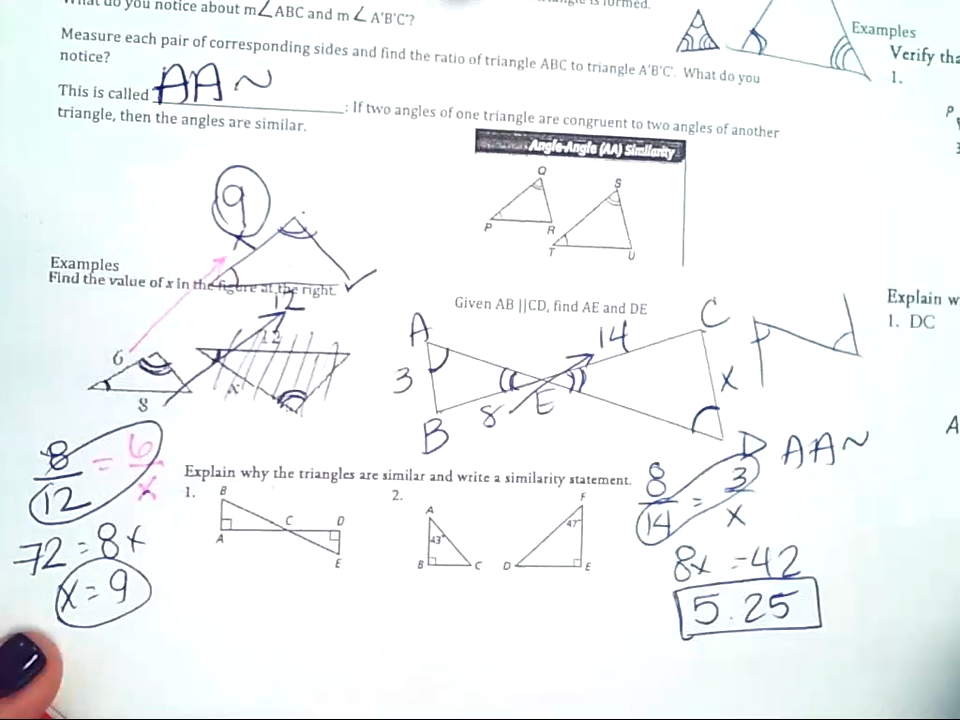 What do you notice about m∠ABC and m∠A'B'C'?
is formed.
Measure each pair of corresponding sides and find the ratio of triangle ABC to triangle A'B'C'. What do you
notice?
This is called AA~ : If two angles of one triangle are congruent to two angles of another
triangle, then the angles are similar.
Angle-Angle (AA) Similarity
Q
S
P
R
T
U
9
x
Examples
Find the value of x in the figure at the right.
12
12
6
8
x
8/12 = 6/x
72 = 8x
x = 9
Given AB ||CD, find AE and DE
A
C
14
3
x
8
E
B
D
AA~
8/14 = 3/x
8x = 42
5.25
Explain why the triangles are similar and write a similarity statement.
1.
B
C
D
A
E
2.
A
43°
B
C
F
47°
D
E
Examples
Verify tha
1.
P
3
Explain w
1. DC
A